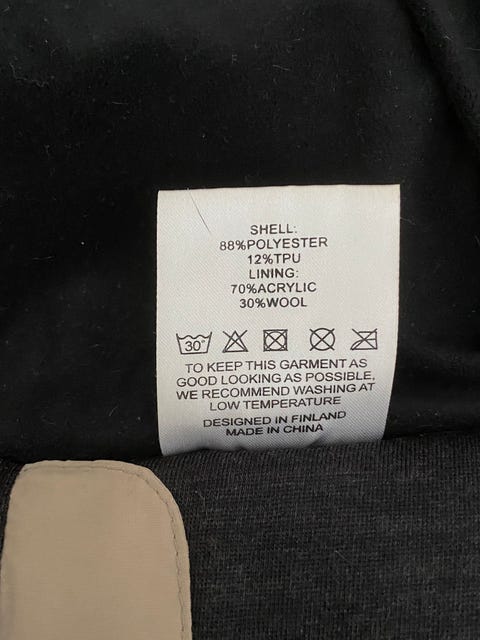 SHELL:
88%POLYESTER
12%TPU
LINING:
70%ACRYLIC
30%WOOL
30°
TO KEEP THIS GARMENT AS
GOOD LOOKING AS POSSIBLE,
WE RECOMMEND WASHING AT
LOW TEMPERATURE
DESIGNED IN FINLAND
MADE IN CHINA